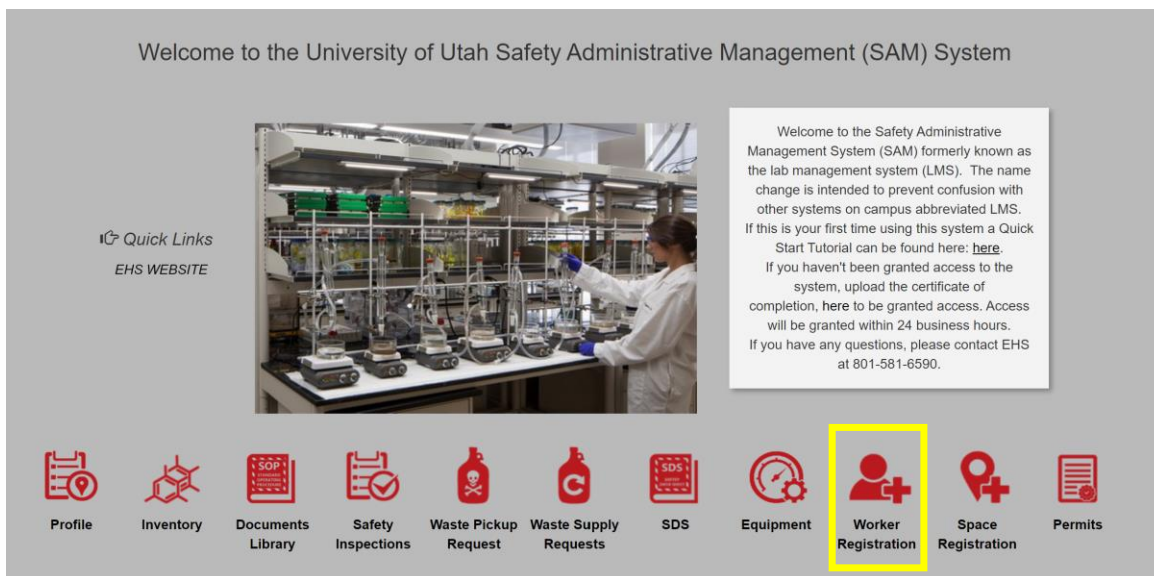 Welcome to the University of Utah Safety Administrative Management (SAM) System
Quick Links
EHS WEBSITE
Welcome to the Safety Administrative
Management System (SAM) formerly known as
the lab management system (LMS). The name
change is intended to prevent confusion with
other systems on campus abbreviated LMS.
If this is your first time using this system a Quick
Start Tutorial can be found here: here.
If you haven't been granted access to the
system, upload the certificate of
completion, here to be granted access. Access
will be granted within 24 business hours.
If you have any questions, please contact EHS
at 801-581-6590.
SOP
STANDARD
OPERATING
PROCEDURE
SDS
Profile
Inventory
Documents
Library
Safety
Inspections
Waste Pickup
Request
Waste Supply
Requests
SDS
Equipment
Worker
Registration
Space
Registration
Permits